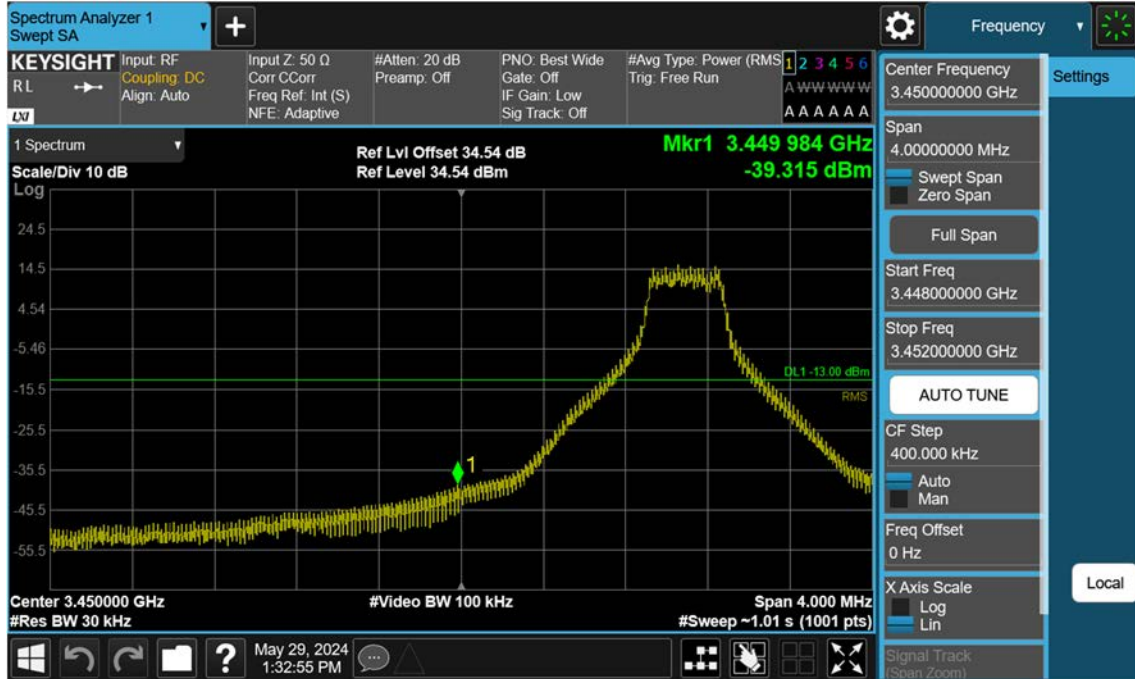 Spectrum Analyzer 1
Swept SA
Frequency
KEYSIGHT
R L
LXI
Input: RF
Coupling: DC
Align: Auto
Input Z: 50 Ω
Corr CCorr
Freq Ref: Int (S)
NFE: Adaptive
#Atten: 20 dB
Preamp: Off
PNO: Best Wide
Gate: Off
IF Gain: Low
Sig Track: Off
#Avg Type: Power (RMS
Trig: Free Run
1 2 3 4 5 6
A W W W W W
A A A A A A
1 Spectrum
Scale/Div 10 dB
Log
Ref Lvl Offset 34.54 dB
Ref Level 34.54 dBm
Mkr1 3.449 984 GHz
-39.315 dBm
24.5
14.5
4.54
-5.46
-15.5
-25.5
-35.5
-45.5
-55.5
DL1 -13.00 dBm
RMS
1
Center 3.450000 GHz
#Res BW 30 kHz
#Video BW 100 kHz
Span 4.000 MHz
#Sweep ~1.01 s (1001 pts)
?
May 29, 2024
1:32:55 PM
Center Frequency
3.450000000 GHz
Span
4.00000000 MHz
Swept Span
Zero Span
Full Span
Start Freq
3.448000000 GHz
Stop Freq
3.452000000 GHz
AUTO TUNE
CF Step
400.000 kHz
Auto
Man
Freq Offset
0 Hz
X Axis Scale
Log
Lin
Signal Track
(Span Zoom)
Settings
Local